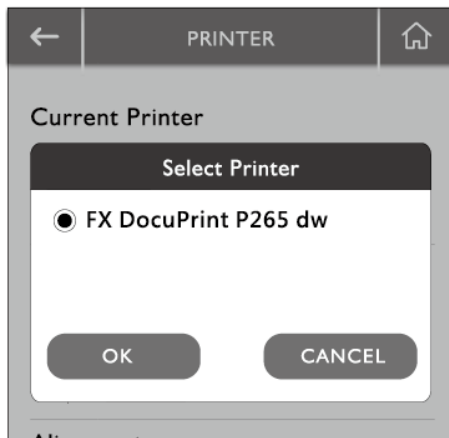 PRINTER
Current Printer
Select Printer
FX DocuPrint P265 dw
OK CANCEL